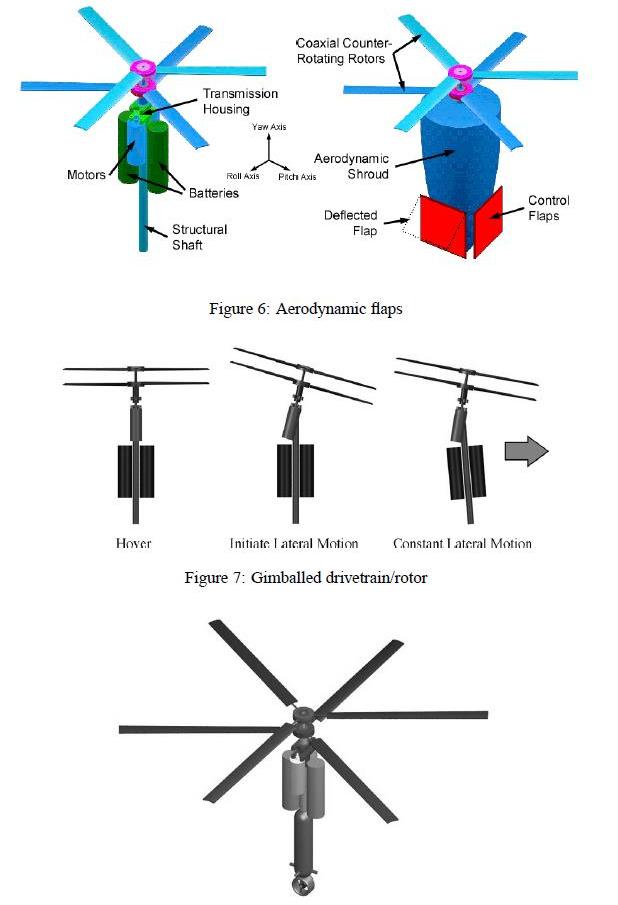 Coaxial Counter-
Rotating Rotors
Transmission
Housing
Yaw Axis
Roll Axis
Pitch Axis
Motors
Batteries
Structural
Shaft
Aerodynamic
Shroud
Deflected
Flap
Control
Flaps
Figure 6: Aerodynamic flaps
Hover
Initiate Lateral Motion
Constant Lateral Motion
Figure 7: Gimballed drivetrain/rotor